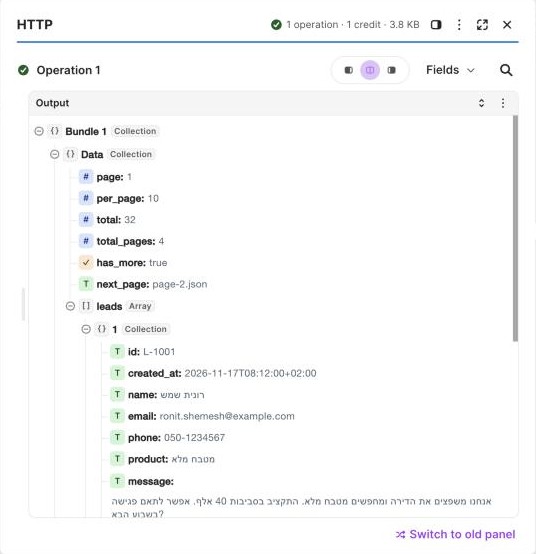 HTTP
1 operation · 1 credit · 3.8 KB
Operation 1
Fields
Output
{} Bundle 1 Collection
{} Data Collection
# page: 1
# per_page: 10
# total: 32
# total_pages: 4
has_more: true
T next_page: page-2.json
[] leads Array
{} 1 Collection
T id: L-1001
T created_at: 2026-11-17T08:12:00+02:00
T name: רונית שמש
T email: ronit.shemesh@example.com
T phone: 050-1234567
T product: מטבח מלא
T message:
אנחנו משפצים את הדירה ומחפשים מטבח מלא. התקציב בסביבות 40 אלף. אפשר לתאם פגישה
בשבוע הבא?
Switch to old panel